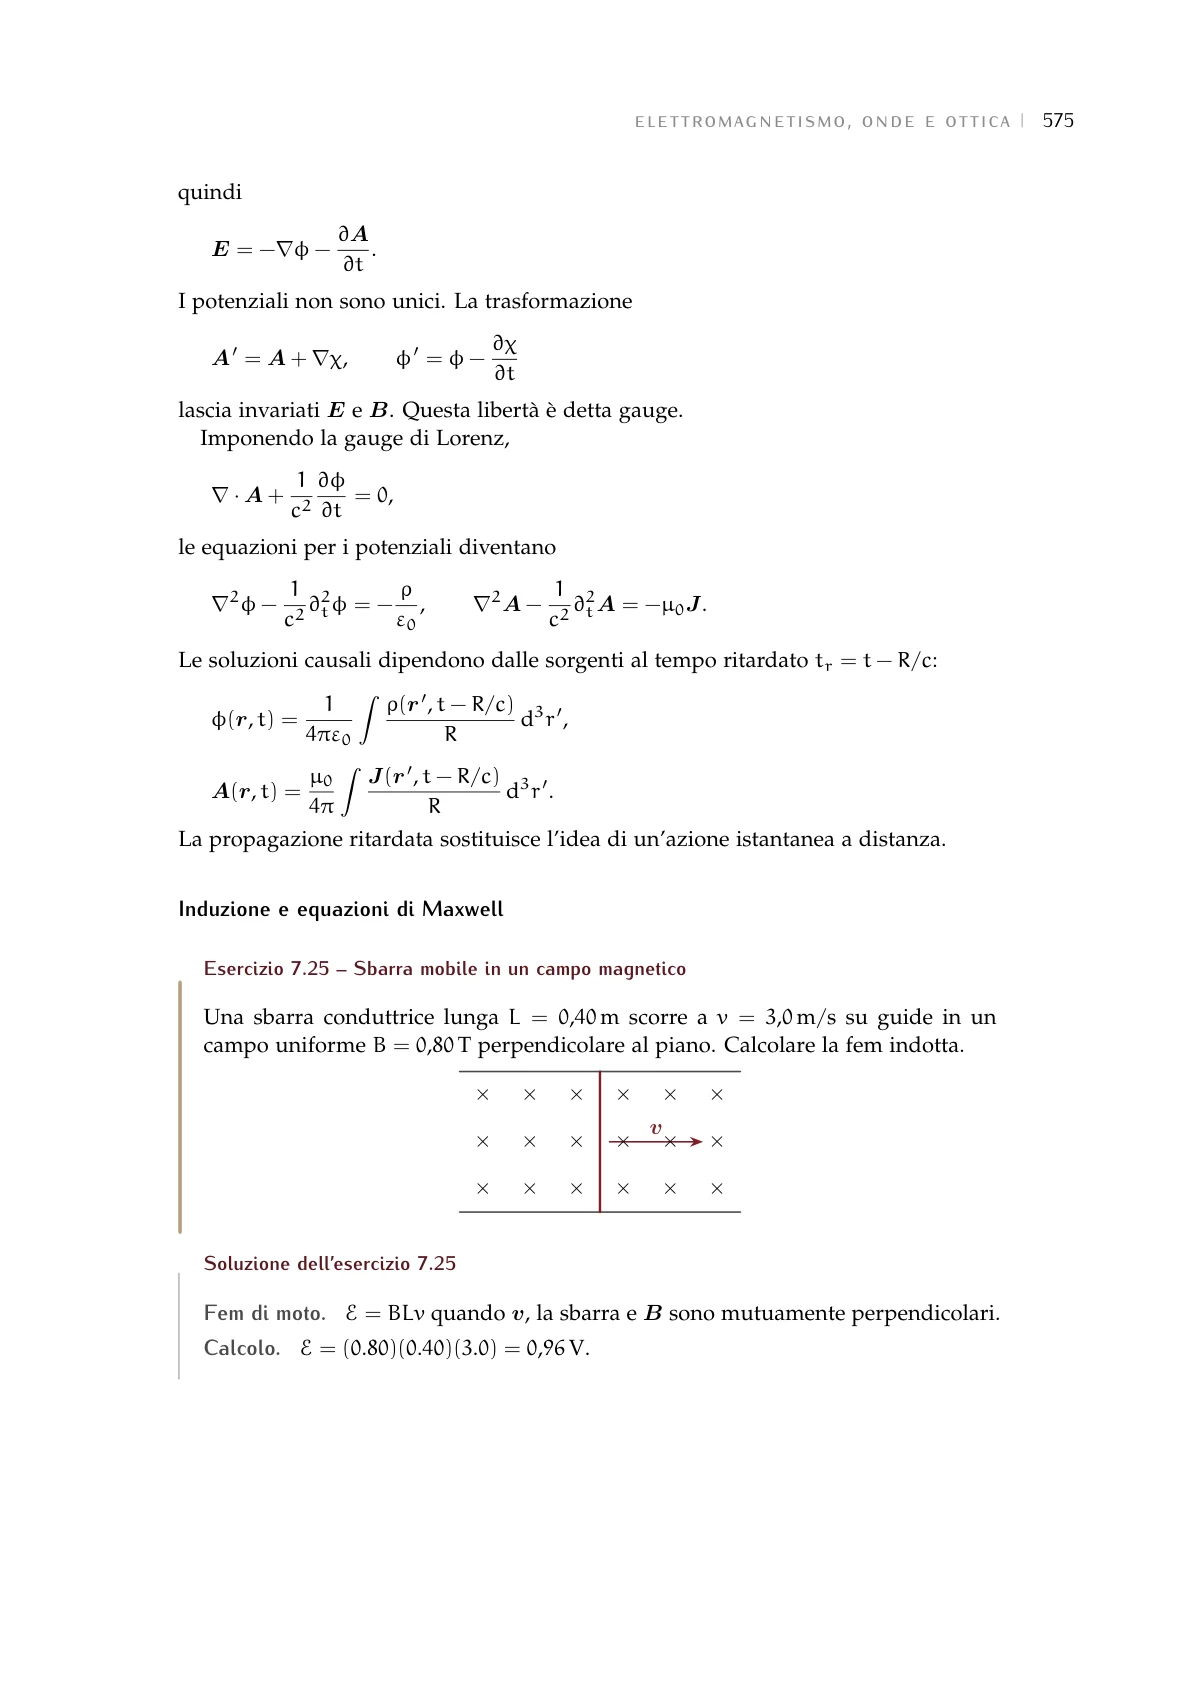 ELETTROMAGNETISMO, ONDE E OTTICA | 575
quindi
E = −∇ϕ − ∂A/∂t.
I potenziali non sono unici. La trasformazione
A′ = A + ∇χ, ϕ′ = ϕ − ∂χ/∂t
lascia invariati E e B. Questa libertà è detta gauge.
Imponendo la gauge di Lorenz,
∇ · A + 1/c² ∂ϕ/∂t = 0,
le equazioni per i potenziali diventano
∇²ϕ − 1/c² ∂²ₜϕ = −ρ/ε₀, ∇²A − 1/c² ∂²ₜA = −μ₀J.
Le soluzioni causali dipendono dalle sorgenti al tempo ritardato tᵣ = t − R/c:
ϕ(r, t) = 1/4πε₀ ∫ ρ(r′, t − R/c)/R d³r′,
A(r, t) = μ₀/4π ∫ J(r′, t − R/c)/R d³r′.
La propagazione ritardata sostituisce l’idea di un’azione istantanea a distanza.
Induzione e equazioni di Maxwell
Esercizio 7.25 – Sbarra mobile in un campo magnetico
Una sbarra conduttrice lunga L = 0,40 m scorre a v = 3,0 m/s su guide in un
campo uniforme B = 0,80 T perpendicolare al piano. Calcolare la fem indotta.
v
Soluzione dell’esercizio 7.25
Fem di moto. ℰ = BLv quando v, la sbarra e B sono mutuamente perpendicolari.
Calcolo. ℰ = (0.80)(0.40)(3.0) = 0,96 V.